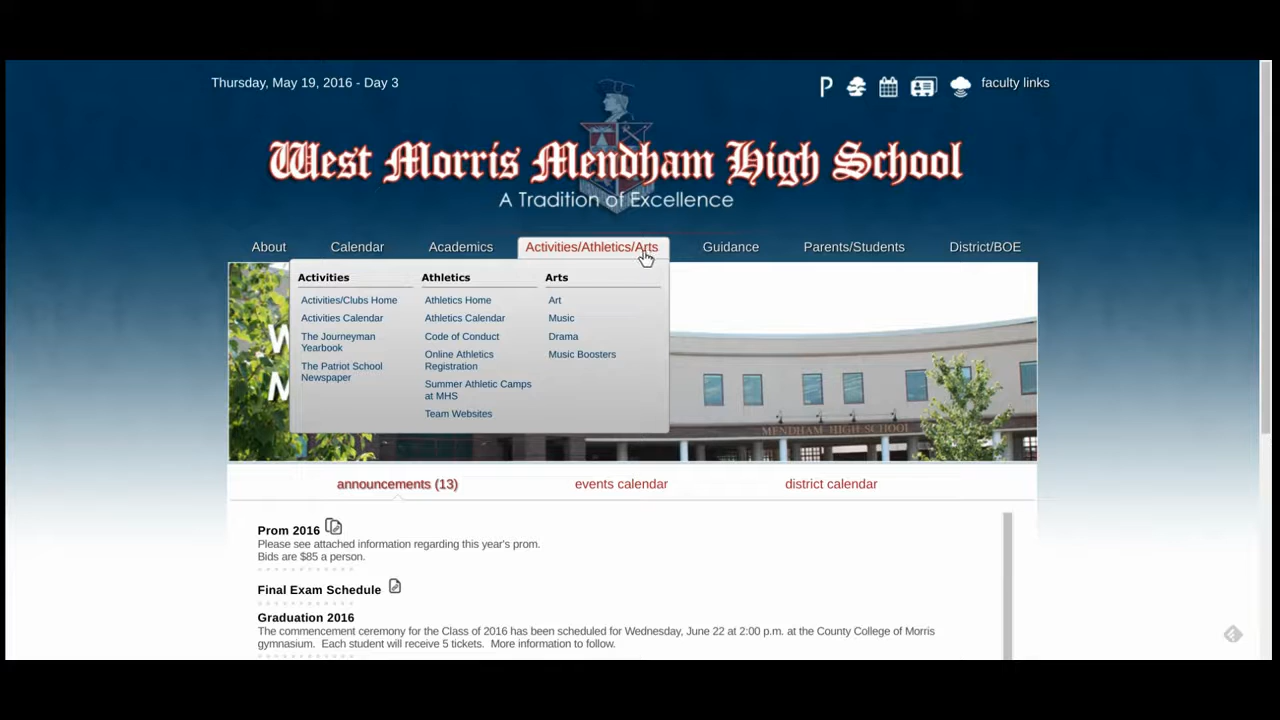 Thursday, May 19, 2016 - Day 3
P
faculty links
West Morris Mendham High School
A Tradition of Excellence
About
Calendar
Academics
Activities/Athletics/Arts
Guidance
Parents/Students
District/BOE
Activities
Activities/Clubs Home
Activities Calendar
The Journeyman
Yearbook
The Patriot School
Newspaper
Athletics
Athletics Home
Athletics Calendar
Code of Conduct
Online Athletics
Registration
Summer Athletic Camps
at MHS
Team Websites
Arts
Art
Music
Drama
Music Boosters
W
M
MENDHAM HIGH SCHOOL
announcements (13)
events calendar
district calendar
Prom 2016
Please see attached information regarding this year's prom.
Bids are $85 a person.
Final Exam Schedule
Graduation 2016
The commencement ceremony for the Class of 2016 has been scheduled for Wednesday, June 22 at 2:00 p.m. at the County College of Morris
gymnasium.  Each student will receive 5 tickets.  More information to follow.